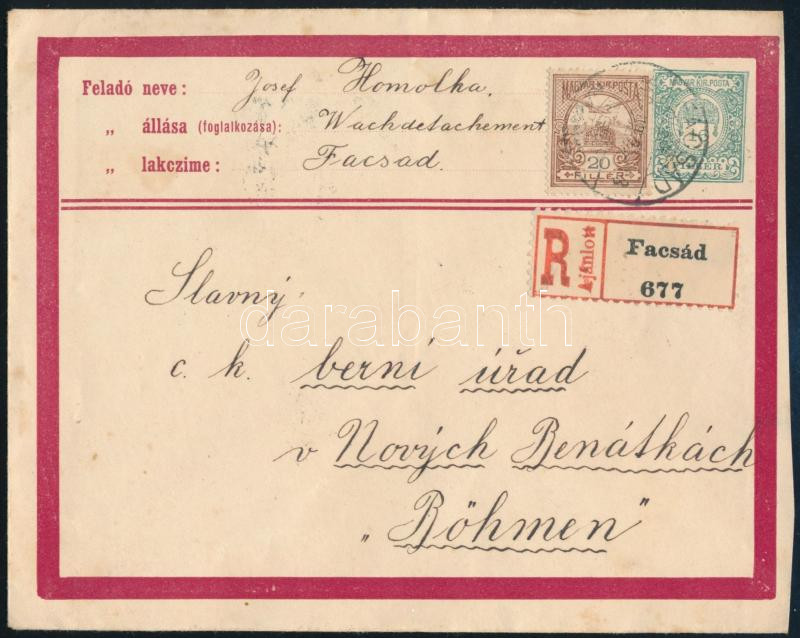 Feladó neve: Josef Homolka.
„ állása (foglalkozása): Wachdetachement
„ lakczíme: Facsad.
MAGYAR KIR. POSTA
20
FILLÉR
MAGYAR KIR. POSTA
R Ajánlott Facsád
677
Slavný
c. k. berní úřad
v Nových Benátkách
„Böhmen"
darabanth